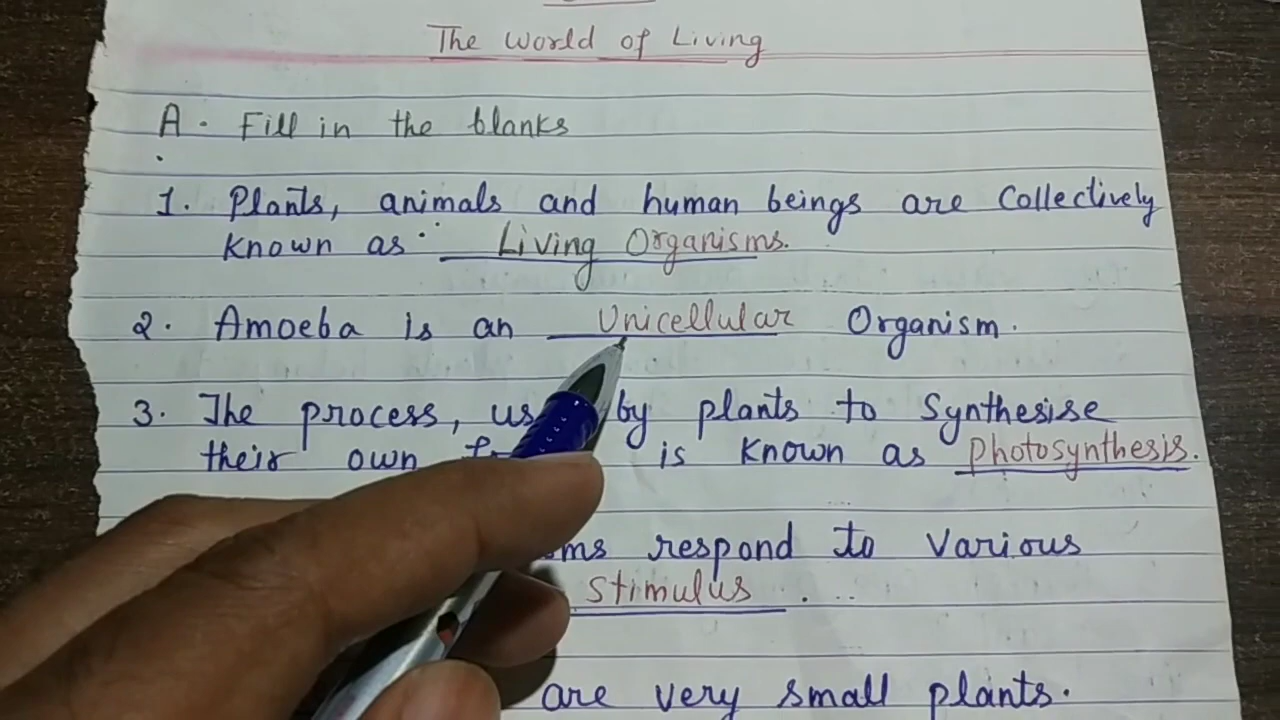 The World of Living
A. Fill in the blanks
1. Plants, animals and human beings are Collectively
known as Living Organisms.
2. Amoeba is an Unicellular Organism.
3. The process, by plants to Synthesise
their own is known as Photosynthesis.
respond to Various
Stimulus.
are very small plants.